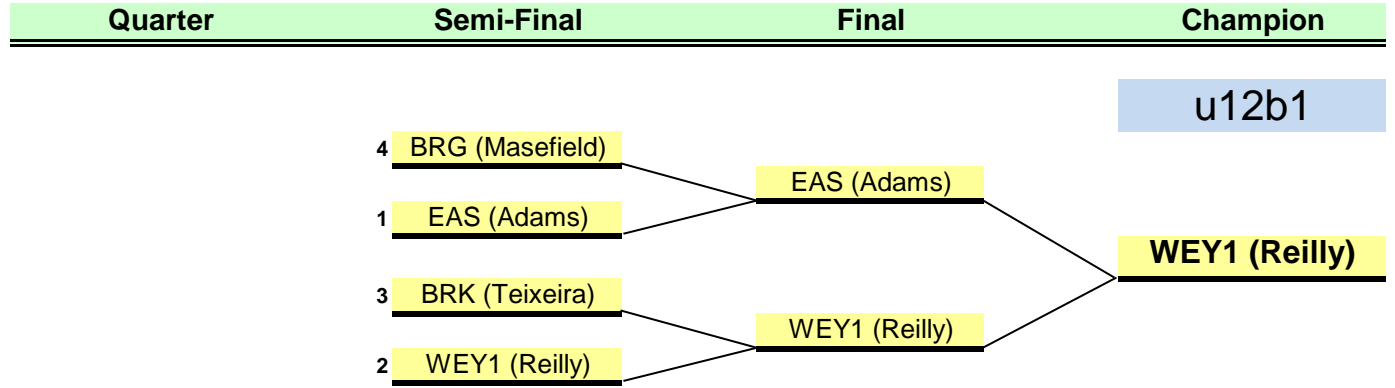 Quarter Semi-Final Final Champion
u12b1
4 BRG (Masefield)
EAS (Adams)
1 EAS (Adams)
WEY1 (Reilly)
3 BRK (Teixeira)
WEY1 (Reilly)
2 WEY1 (Reilly)